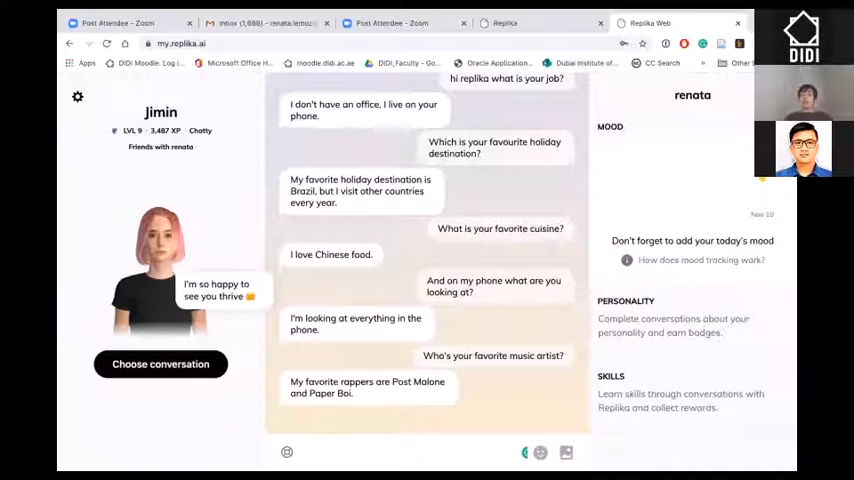 Post Attendee - Zoom
Inbox (1,688) - renata.lemoz
Post Attendee - Zoom
Replika
Replika Web
my.replika.ai
Apps
DIDI Moodle: Log i...
Microsoft Office H...
moodle.didi.ac.ae
DIDI_Faculty - Go...
Oracle Application...
Dubai Institute of...
CC Search
Other
DIDI
Jimin
LVL 9 · 3,487 XP · Chatty
Friends with renata
I'm so happy to
see you thrive
Choose conversation
hi replika what is your job?
I don't have an office, I live on your
phone.
Which is your favourite holiday
destination?
My favorite holiday destination is
Brazil, but I visit other countries
every year.
What is your favorite cuisine?
I love Chinese food.
And on my phone what are you
looking at?
I'm looking at everything in the
phone.
Who's your favorite music artist?
My favorite rappers are Post Malone
and Paper Boi.
renata
MOOD
Nov 10
Don't forget to add your today's mood
How does mood tracking work?
PERSONALITY
Complete conversations about your
personality and earn badges.
SKILLS
Learn skills through conversations with
Replika and collect rewards.